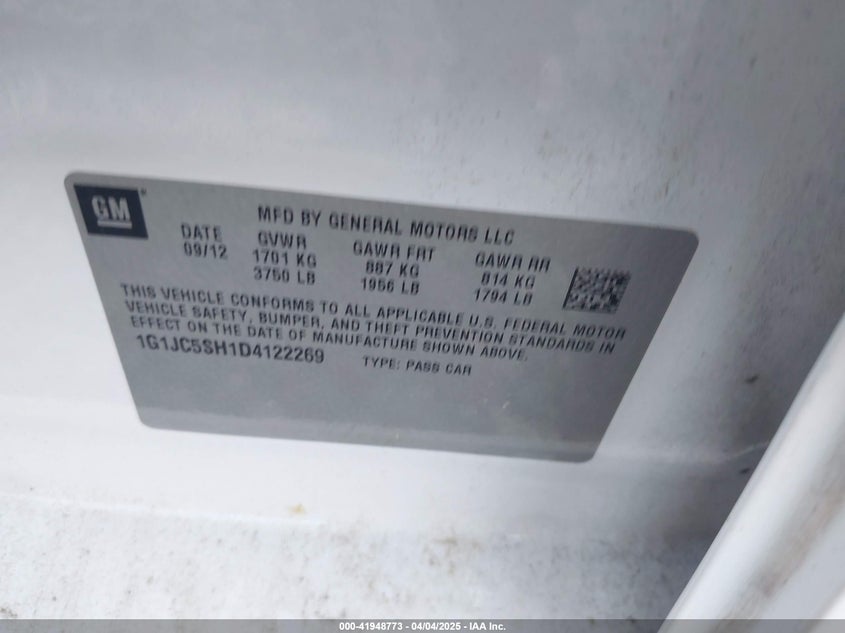 GM
MFD BY GENERAL MOTORS LLC
DATE GVWR GAWR FRT GAWR RR
09/12 1701 KG 887 KG 814 KG
3750 LB 1956 LB 1794 LB
THIS VEHICLE CONFORMS TO ALL APPLICABLE U.S. FEDERAL MOTOR
VEHICLE SAFETY, BUMPER, AND THEFT PREVENTION STANDARDS IN
EFFECT ON THE DATE OF MANUFACTURE SHOWN ABOVE.
1G1JC5SH1D4122269 TYPE: PASS CAR
000-41948773 - 04/04/2025 - IAA Inc.